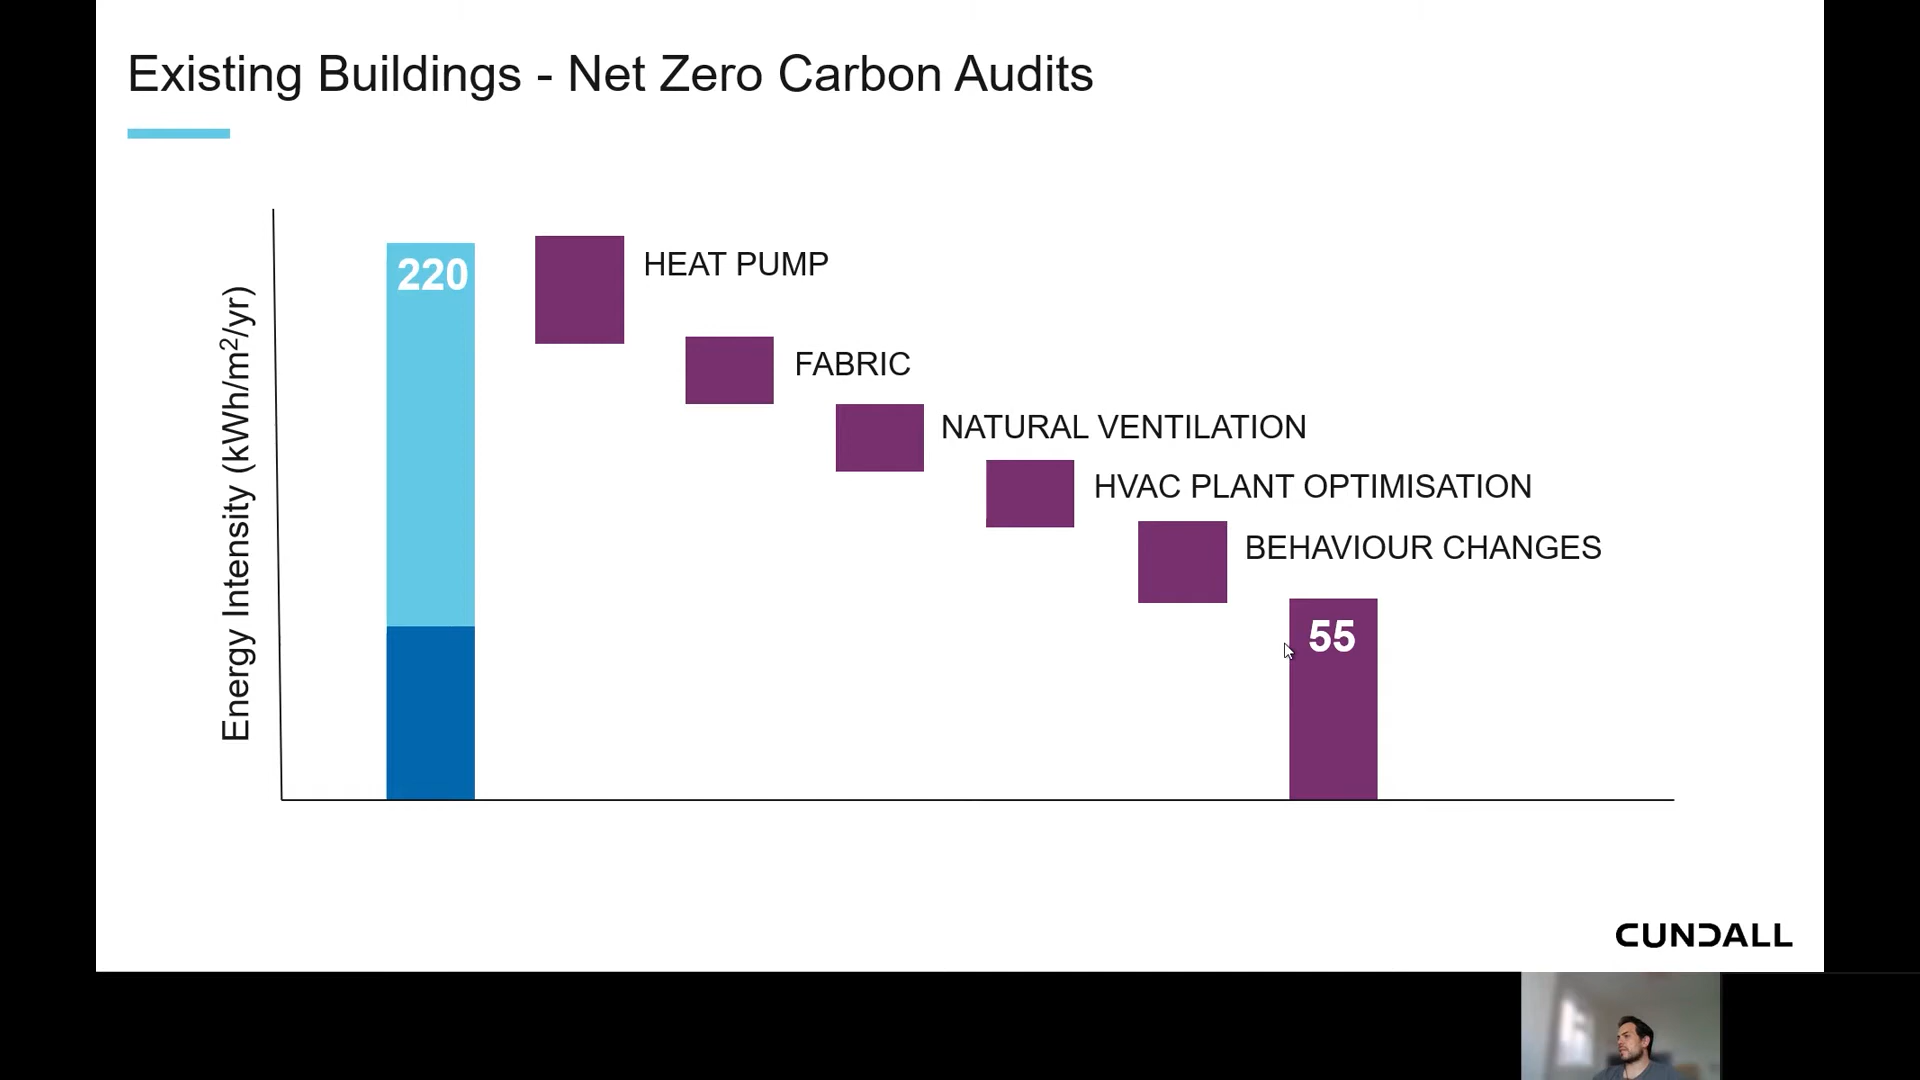 Existing Buildings - Net Zero Carbon Audits
Energy Intensity (kWh/m²/yr)
220
HEAT PUMP
FABRIC
NATURAL VENTILATION
HVAC PLANT OPTIMISATION
BEHAVIOUR CHANGES
55
CUNDALL